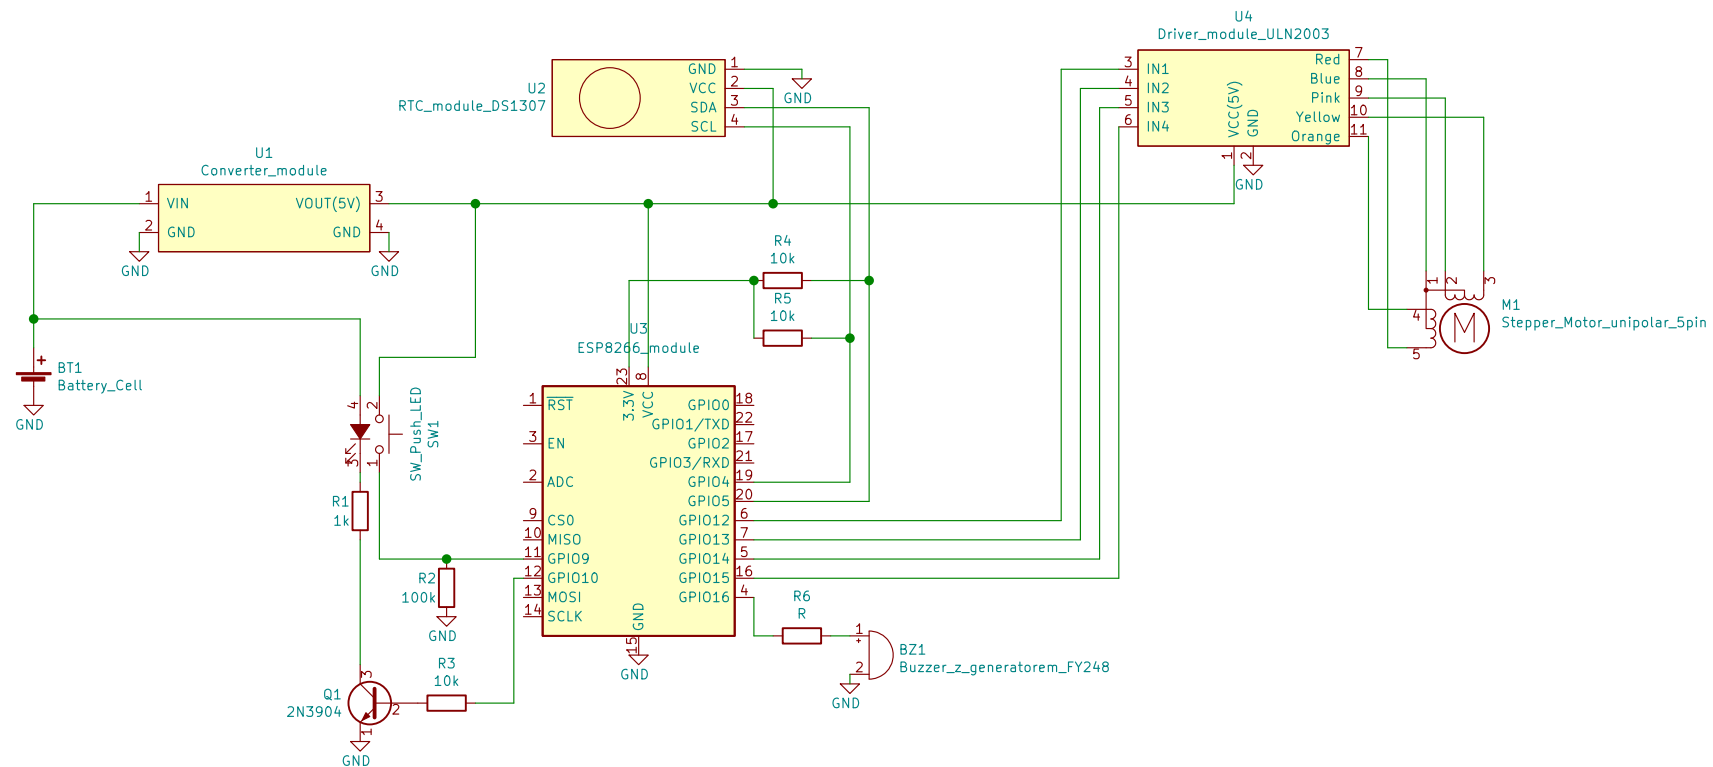 U4
Driver_module_ULN2003
3 IN1
4 IN2
5 IN3
6 IN4
VCC(5V)
GND
1
2
GND
Red 7
Blue 8
Pink 9
Yellow 10
Orange 11
U2
RTC_module_DS1307
GND 1
VCC 2
SDA 3
SCL 4
GND
U1
Converter_module
1 VIN
2 GND
VOUT(5V) 3
GND 4
GND
GND
R4
10k
R5
10k
1
2
3
4
5
M
M1
Stepper_Motor_unipolar_5pin
BT1
Battery_Cell
GND
4
2
3
1
SW_Push_LED
SW1
R1
1k
R2
100k
GND
U3
ESP8266_module
23
8
3.3V
VCC
1 RST
3 EN
2 ADC
9 CS0
10 MISO
11 GPIO9
12 GPIO10
13 MOSI
14 SCLK
GPIO0 18
GPIO1/TXD 22
GPIO2 17
GPIO3/RXD 21
GPIO4 19
GPIO5 20
GPIO12 6
GPIO13 7
GPIO14 5
GPIO15 16
GPIO16 4
GND
15
GND
R6
R
1
2
BZ1
Buzzer_z_generatorem_FY248
GND
R3
10k
Q1
2N3904
3
2
1
GND